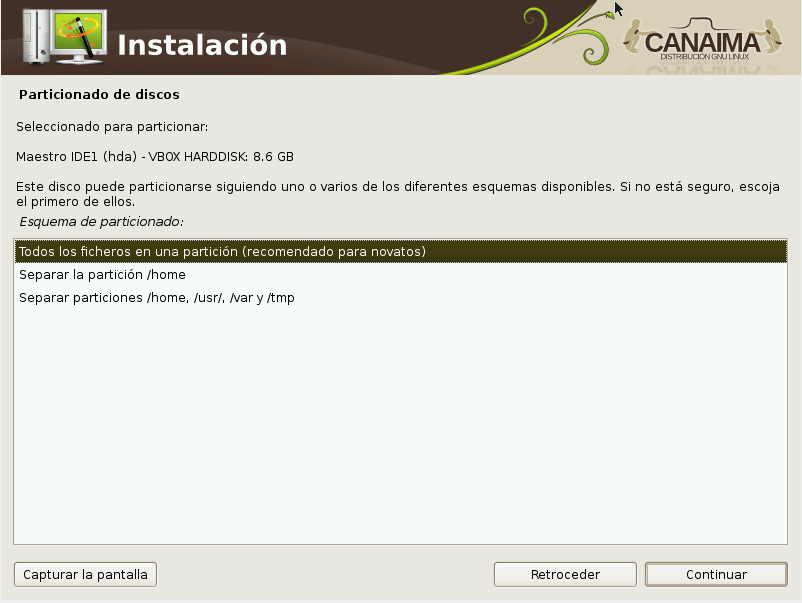 Instalación
CANAIMA
DISTRIBUCIÓN GNU LINUX
Particionado de discos
Seleccionado para particionar:
Maestro IDE1 (hda) - VBOX HARDDISK: 8.6 GB
Este disco puede particionarse siguiendo uno o varios de los diferentes esquemas disponibles. Si no está seguro, escoja
el primero de ellos.
Esquema de particionado:
Todos los ficheros en una partición (recomendado para novatos)
Separar la partición /home
Separar particiones /home, /usr/, /var y /tmp
Capturar la pantalla
Retroceder
Continuar